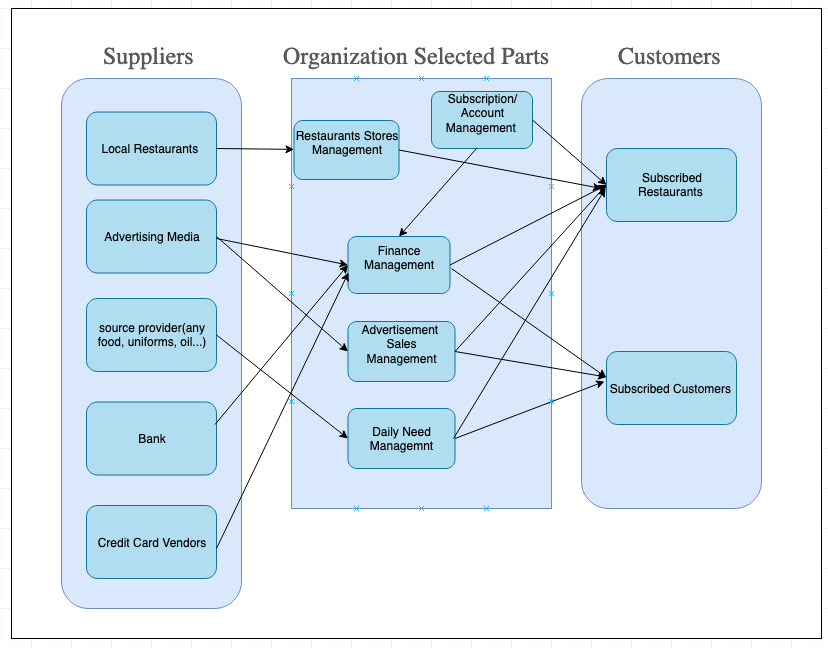 Suppliers
Organization Selected Parts
Customers
Local Restaurants
Advertising Media
source provider(any
food, uniforms, oil...)
Bank
Credit Card Vendors
Restaurants Stores
Management
Subscription/
Account
Management
Finance
Management
Advertisement
Sales
Management
Daily Need
Managemnt
Subscribed
Restaurants
Subscribed Customers